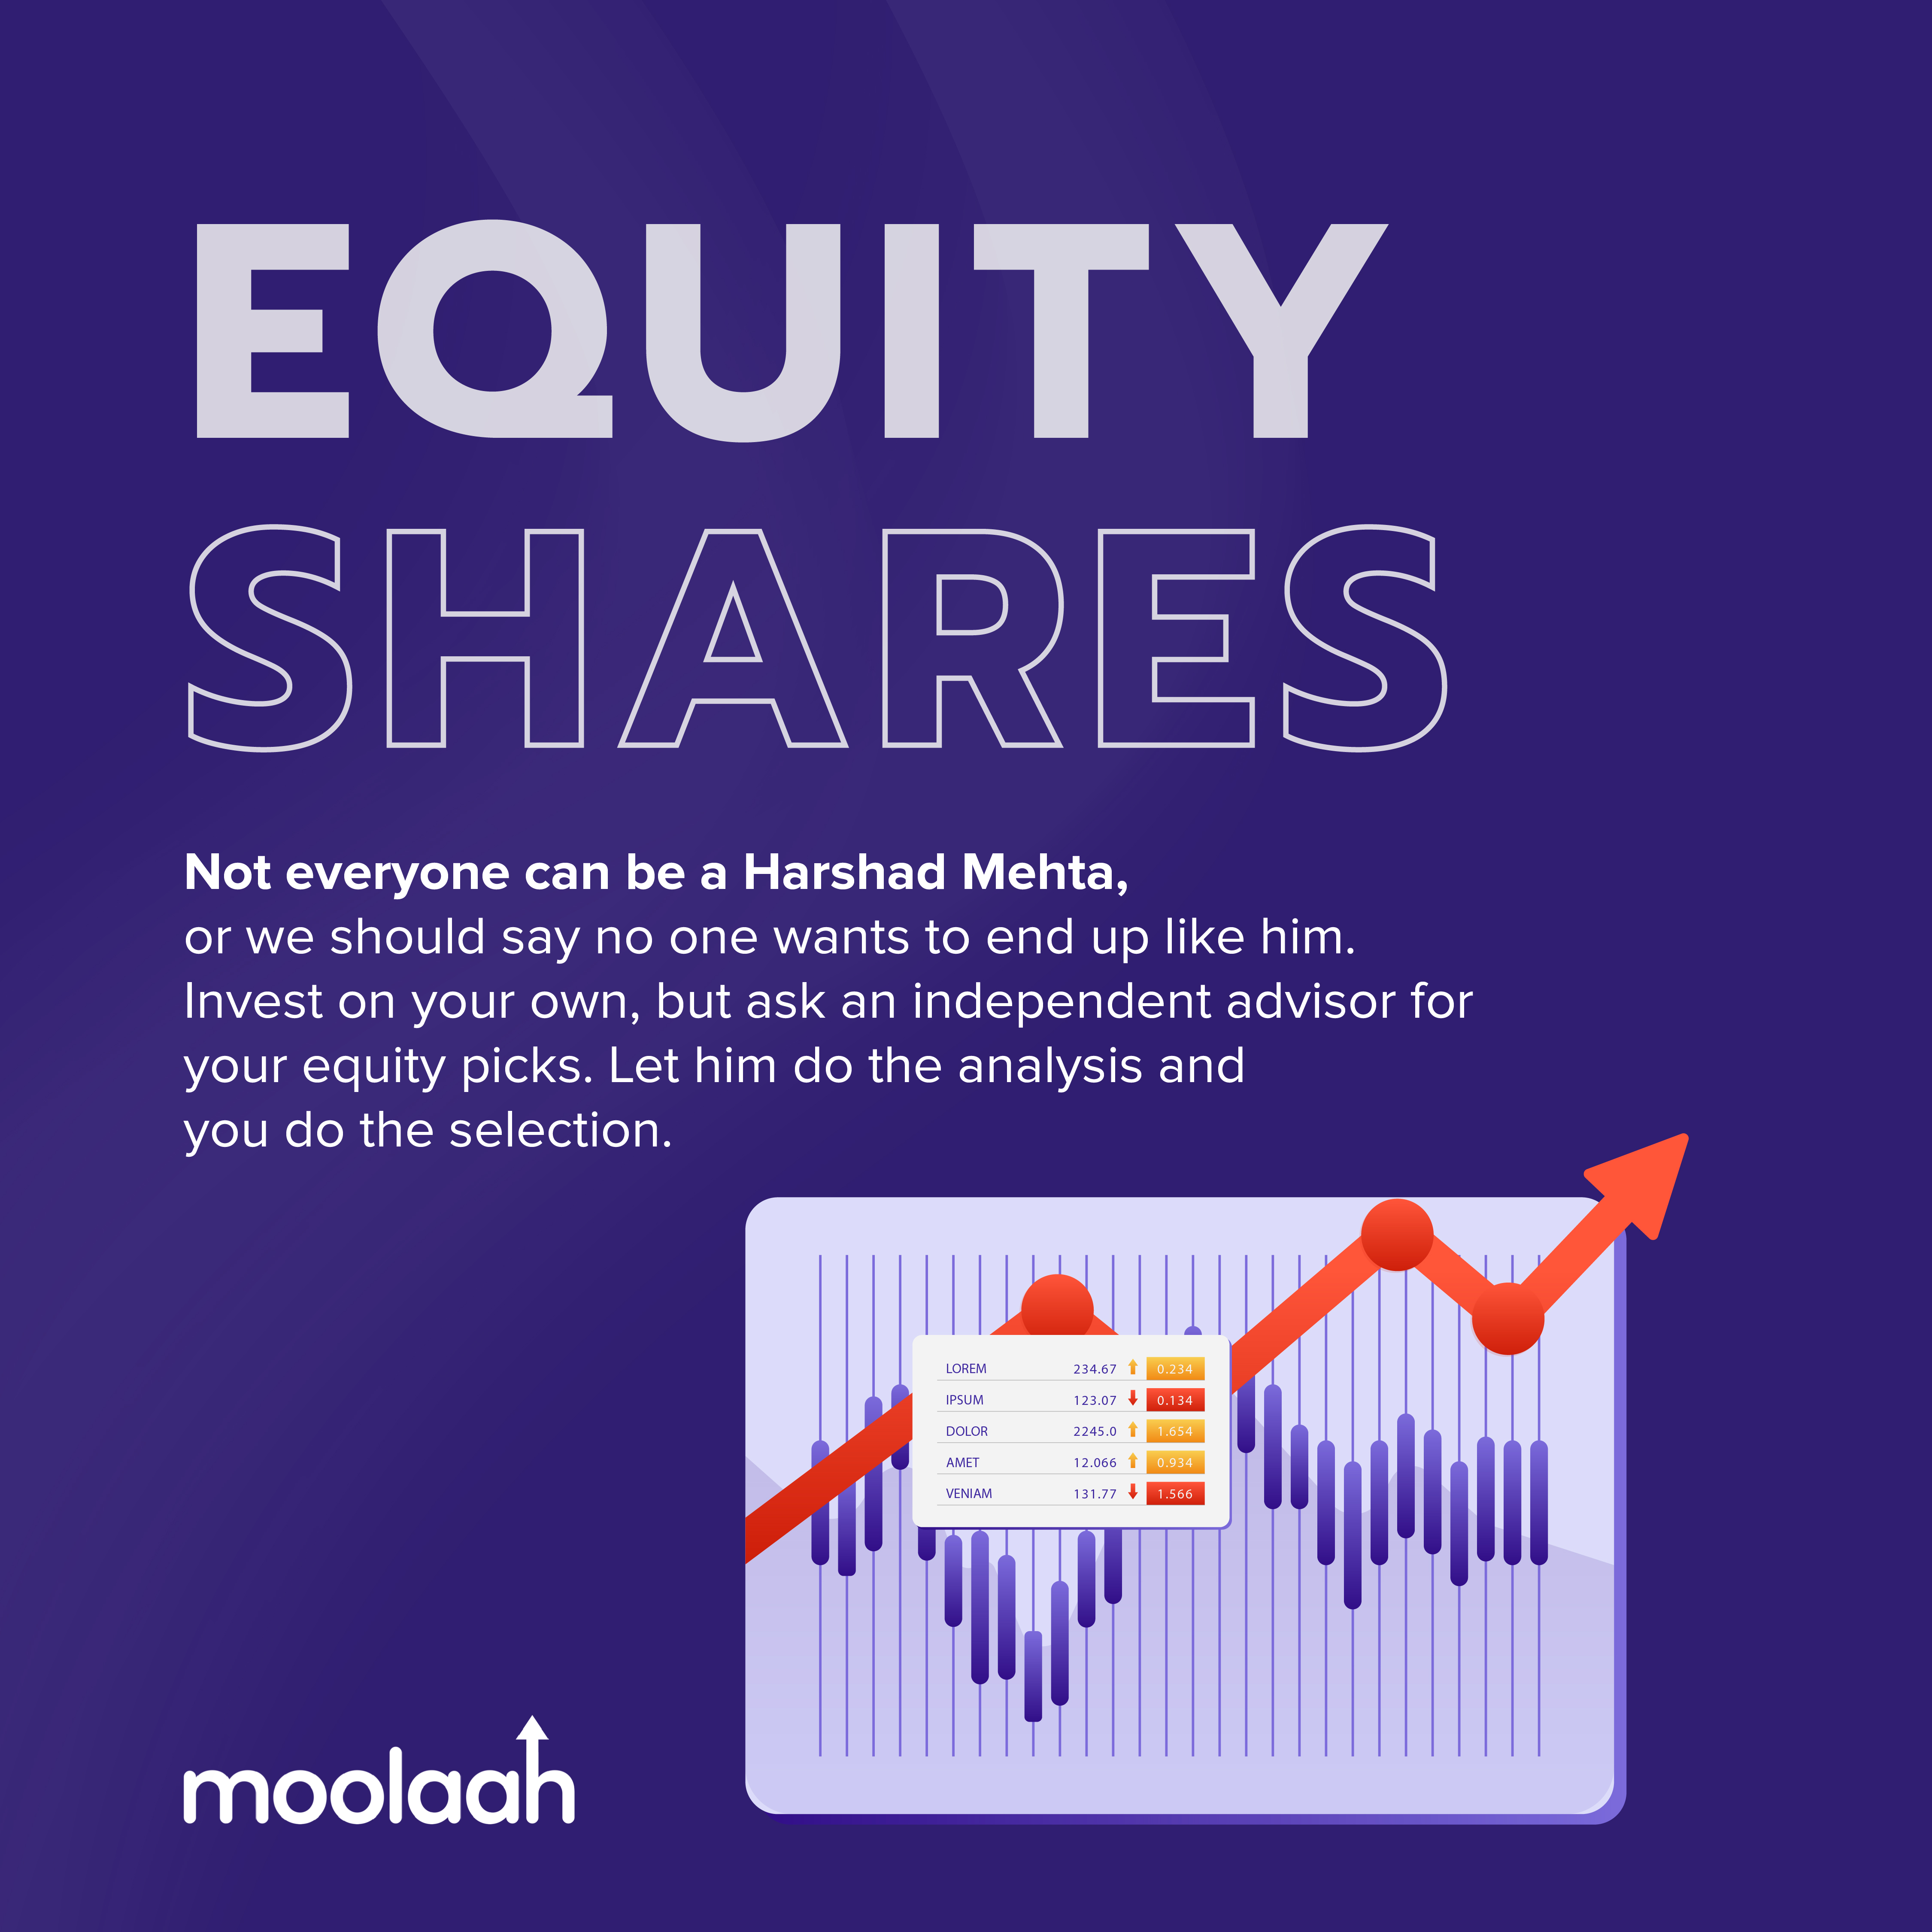 EQUITY
SHARES
Not everyone can be a Harshad Mehta,
or we should say no one wants to end up like him.
Invest on your own, but ask an independent advisor for
your equity picks. Let him do the analysis and
you do the selection.
LOREM 234.67 0.234
IPSUM 123.07 0.134
DOLOR 2245.0 1.654
AMET 12.066 0.934
VENIAM 131.77 1.566
moolaah